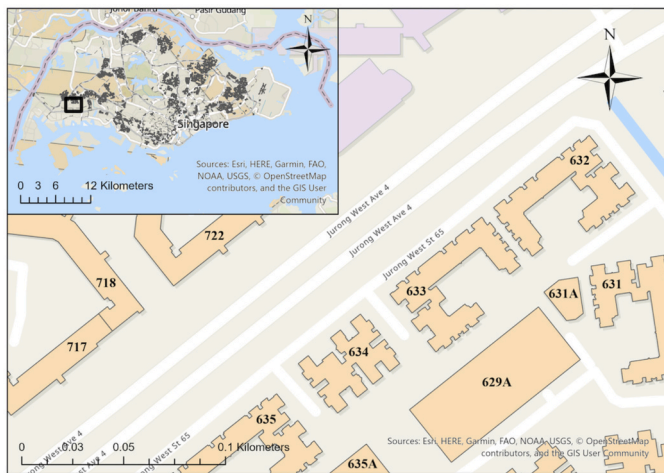 Johor Bahru
Pasir Gudang
N
Singapore
Sources: Esri, HERE, Garmin, FAO,
NOAA, USGS, © OpenStreetMap
contributors, and the GIS User
Community
0 3 6 12 Kilometers
N
632
Jurong West Ave 4
Jurong West Ave 4
Jurong West St 65
722
718
633
631A
631
717
634
629A
635
635A
Jurong West Ave 4
West Ave 4
West St 65
0 0.03 0.05 0.1 Kilometers
Sources: Esri, HERE, Garmin, FAO, NOAA, USGS, © OpenStreetMap
contributors, and the GIS User Community